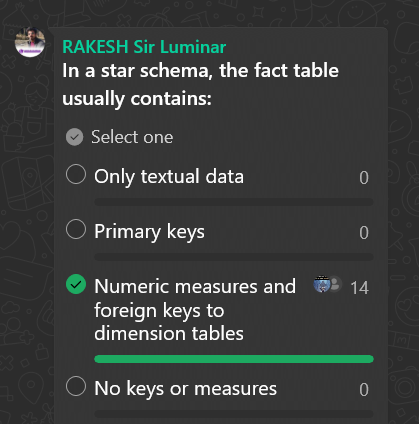 RAKESH Sir Luminar
In a star schema, the fact table
usually contains:
Select one
Only textual data 0
Primary keys 0
Numeric measures and 14
foreign keys to
dimension tables
No keys or measures 0